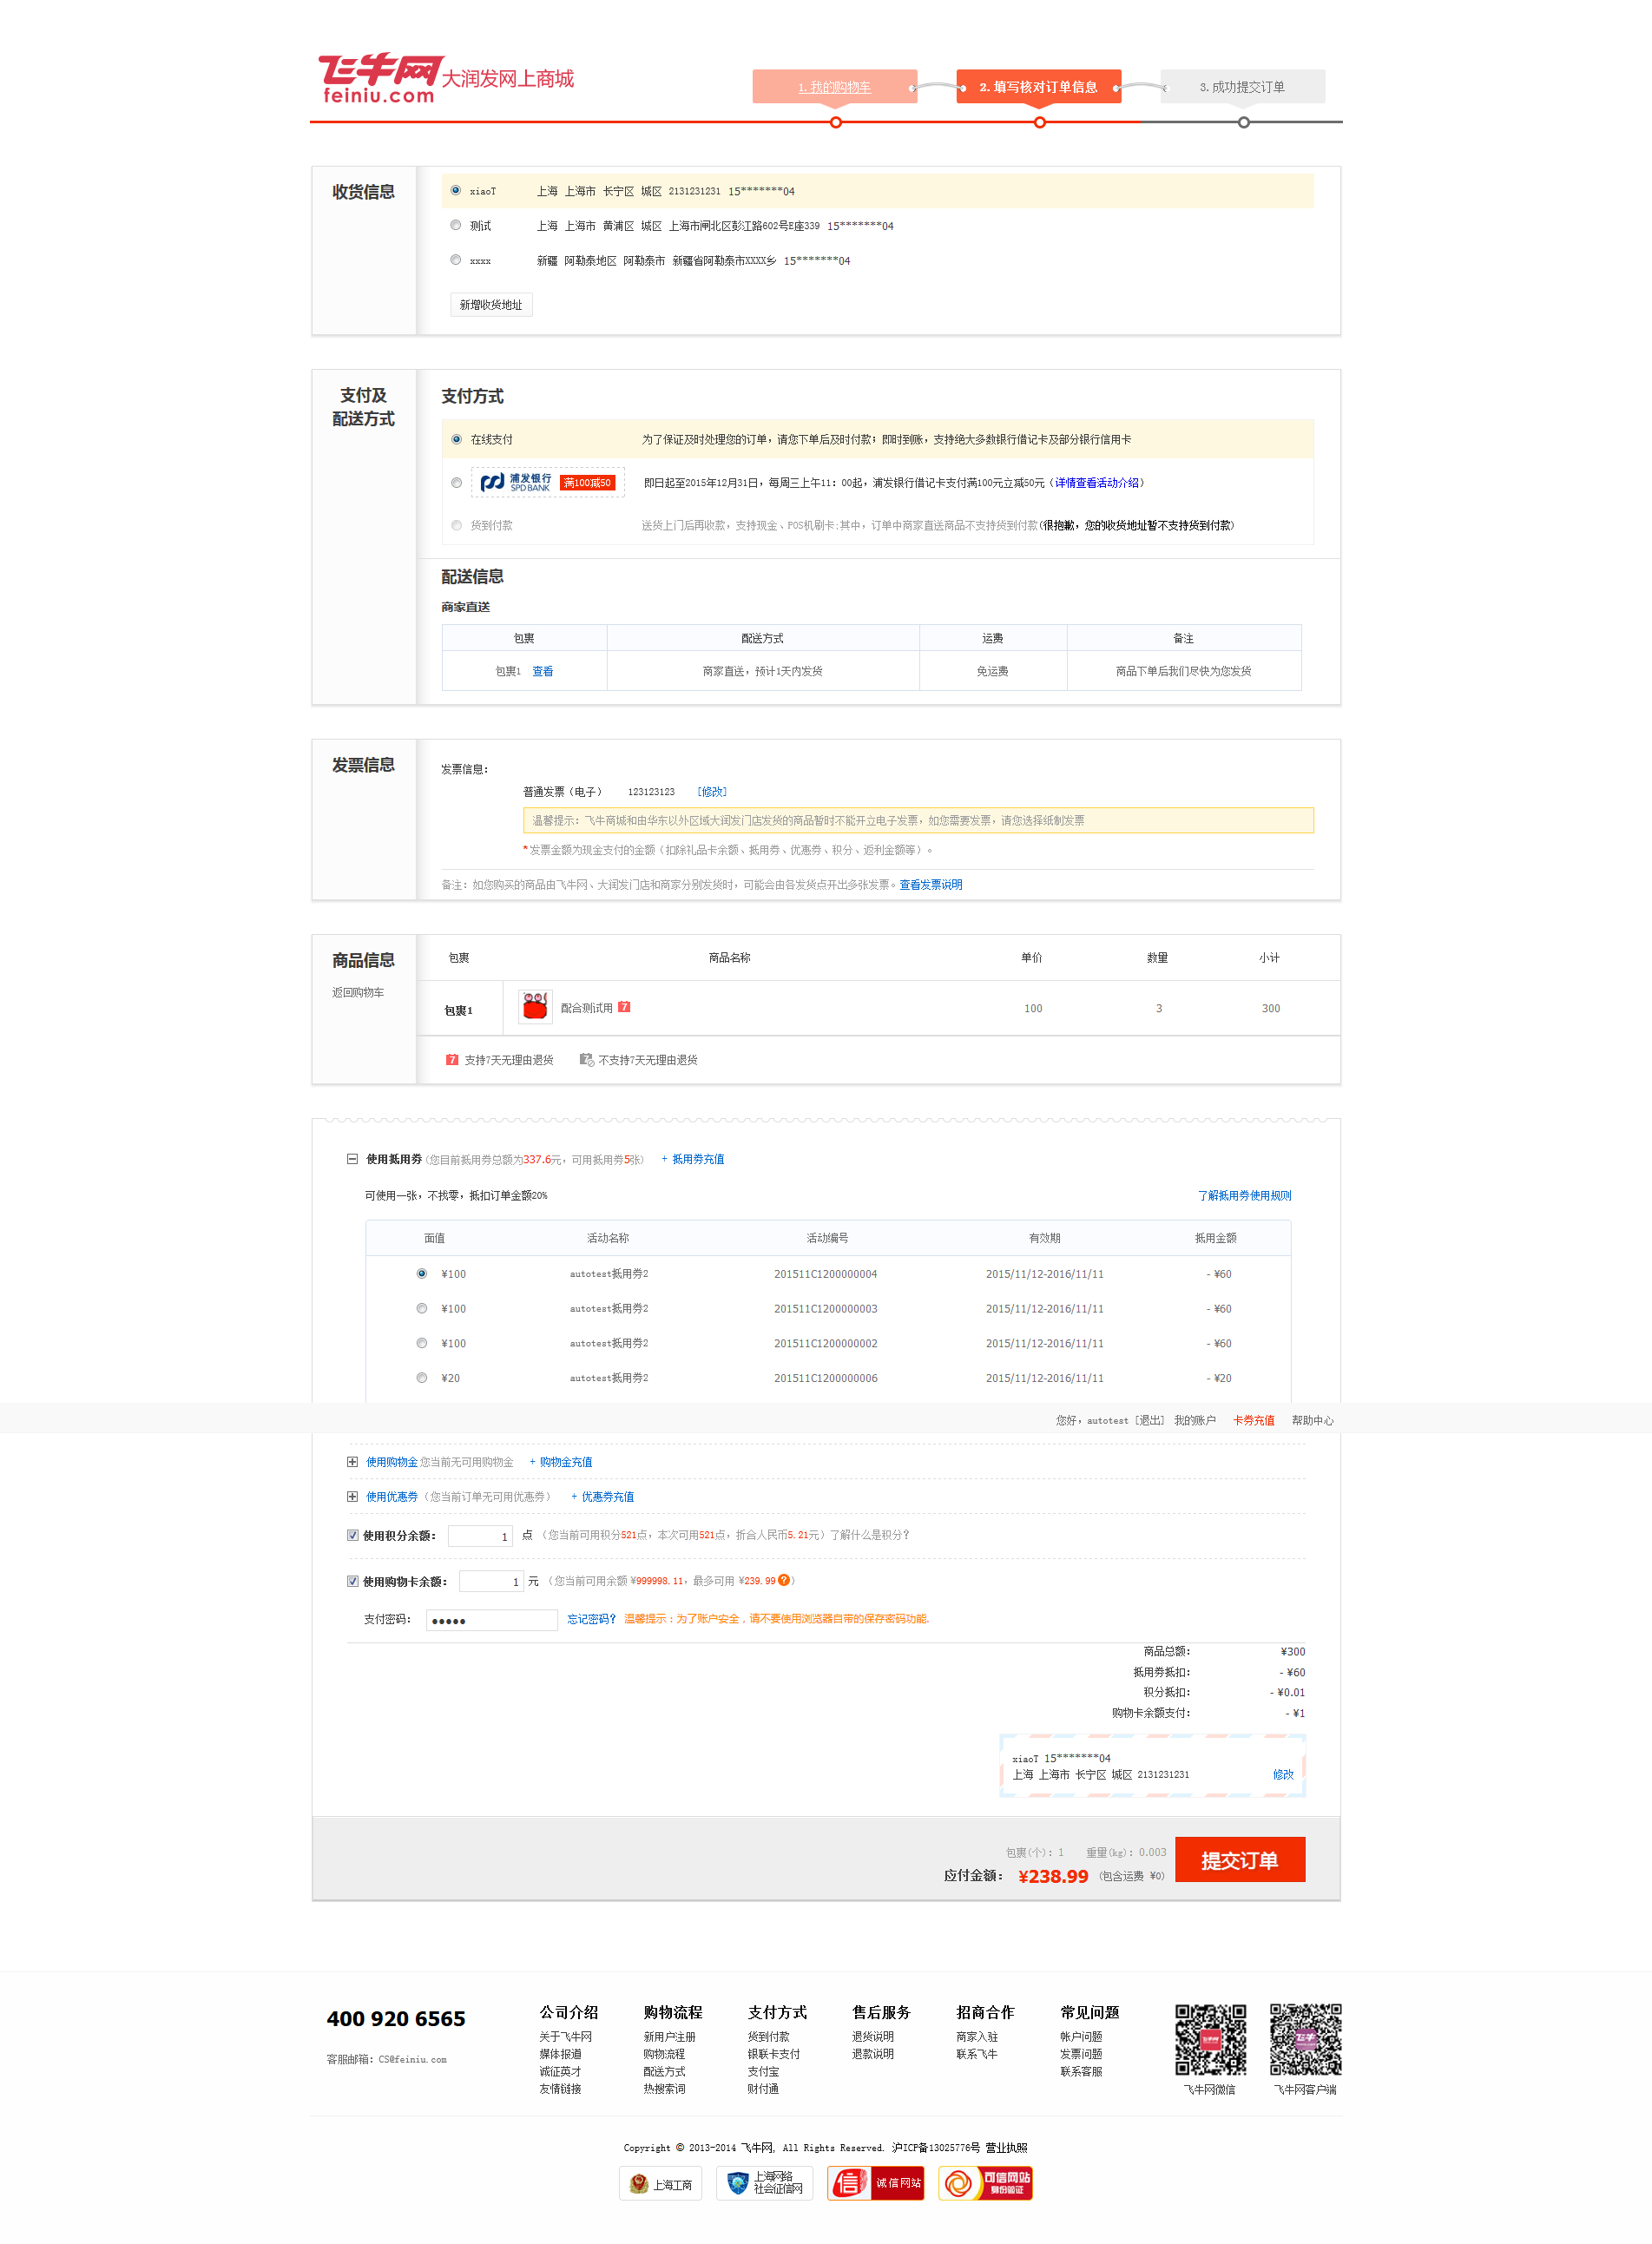 飞牛网 大润发网上商城
feiniu.com
1. 我的购物车 2. 填写核对订单信息 3. 成功提交订单
收货信息
xiaoT 上海 上海市 长宁区 城区 2131231231 15*******04
测试 上海 上海市 黄浦区 城区 上海市闸北区彭江路602号E座339 15*******04
xxxx 新疆 阿勒泰地区 阿勒泰市 新疆省阿勒泰市XXXX乡 15*******04
新增收货地址
支付及
配送方式
支付方式
在线支付 为了保证及时处理您的订单，请您下单后及时付款；即时到账，支持绝大多数银行借记卡及部分银行信用卡
浦发银行 SPD BANK 满100减50 即日起至2015年12月31日，每周三上午11：00起，浦发银行借记卡支付满100元立减50元（详情查看活动介绍）
货到付款 送货上门后再收款，支持现金、POS机刷卡;其中，订单中商家直送商品不支持货到付款(很抱歉，您的收货地址暂不支持货到付款)
配送信息
商家直送
包裹 配送方式 运费 备注
包裹1 查看 商家直送，预计1天内发货 免运费 商品下单后我们尽快为您发货
发票信息
发票信息：
普通发票（电子） 123123123 [修改]
温馨提示：飞牛商城和由华东以外区域大润发门店发货的商品暂时不能开立电子发票，如您需要发票，请您选择纸制发票
*发票金额为现金支付的金额（扣除礼品卡余额、抵用券、优惠券、积分、返利金额等）。
备注：如您购买的商品由飞牛网、大润发门店和商家分别发货时，可能会由各发货点开出多张发票。查看发票说明
商品信息
返回购物车
包裹 商品名称 单价 数量 小计
包裹1 配合测试用 7 100 3 300
7 支持7天无理由退货 7 不支持7天无理由退货
使用抵用券(您目前抵用券总额为337.6元，可用抵用券5张) + 抵用券充值
可使用一张，不找零，抵扣订单金额20% 了解抵用券使用规则
面值 活动名称 活动编号 有效期 抵用金额
¥100 autotest抵用券2 201511C1200000004 2015/11/12-2016/11/11 - ¥60
¥100 autotest抵用券2 201511C1200000003 2015/11/12-2016/11/11 - ¥60
¥100 autotest抵用券2 201511C1200000002 2015/11/12-2016/11/11 - ¥60
¥20 autotest抵用券2 201511C1200000006 2015/11/12-2016/11/11 - ¥20
您好，autotest [退出] 我的账户 卡券充值 帮助中心
使用购物金 您当前无可用购物金 + 购物金充值
使用优惠券（您当前订单无可用优惠券） + 优惠券充值
使用积分余额： 1 点（您当前可用积分521点，本次可用521点，折合人民币5.21元）了解什么是积分?
使用购物卡余额： 1 元（您当前可用余额 ¥999998.11，最多可用 ¥239.99 ?）
支付密码： ●●●●● 忘记密码? 温馨提示：为了账户安全，请不要使用浏览器自带的保存密码功能.
商品总额： ¥300
抵用券抵扣： - ¥60
积分抵扣： - ¥0.01
购物卡余额支付： - ¥1
xiaoT 15*******04
上海 上海市 长宁区 城区 2131231231 修改
包裹(个)：1 重量(kg)：0.003
应付金额： ¥238.99 (包含运费 ¥0)
提交订单
400 920 6565
客服邮箱：CS@feiniu.com
公司介绍
关于飞牛网
媒体报道
诚征英才
友情链接
购物流程
新用户注册
购物流程
配送方式
热搜索词
支付方式
货到付款
银联卡支付
支付宝
财付通
售后服务
退货说明
退款说明
招商合作
商家入驻
联系飞牛
常见问题
帐户问题
发票问题
联系客服
飞牛网微信
飞牛网客户端
Copyright © 2013-2014 飞牛网, All Rights Reserved. 沪ICP备13025776号 营业执照
上海工商
上海网络
社会征信网
信 诚信网站
可信网站
身份验证